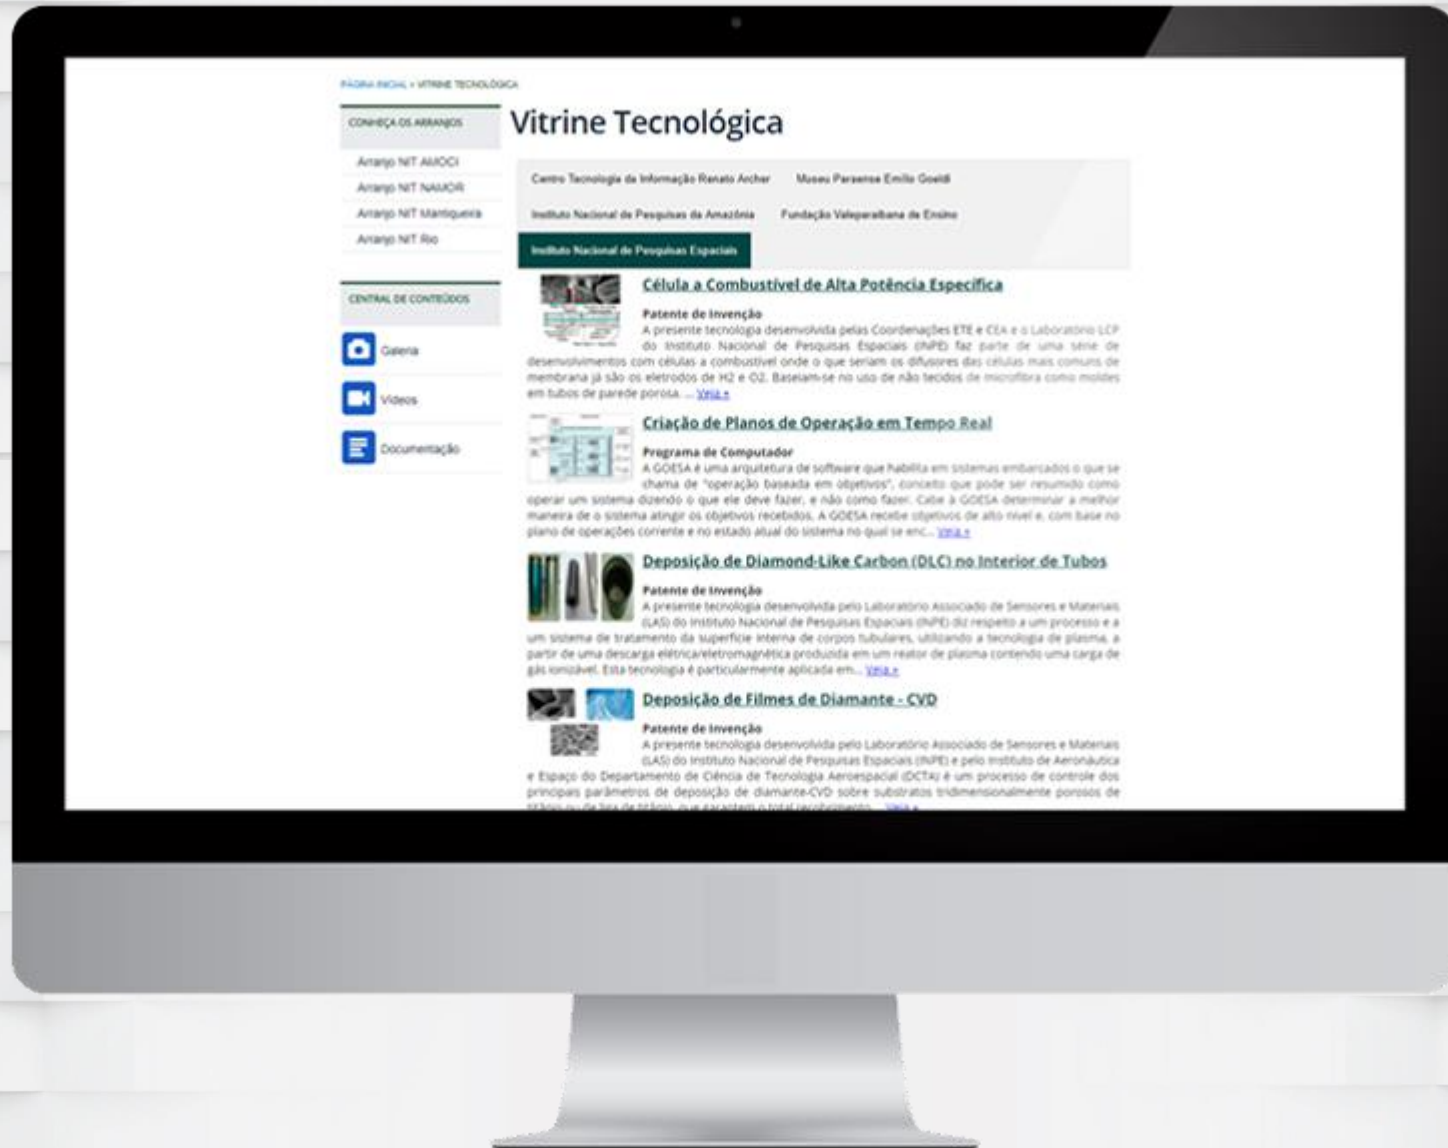 PÁGINA INICIAL > VITRINE TECNOLÓGICA
CONHEÇA OS ARRANJOS
Arranjo NIT AMOCI
Arranjo NIT NAMOR
Arranjo NIT Mantiqueira
Arranjo NIT Rio
CENTRAL DE CONTEÚDOS
Galeria
Vídeos
Documentação
Vitrine Tecnológica
Centro Tecnologia da Informação Renato Archer Museu Paraense Emílio Goeldi
Instituto Nacional de Pesquisas da Amazônia Fundação Valeparaibana de Ensino
Instituto Nacional de Pesquisas Espaciais
Célula a Combustível de Alta Potência Específica
Patente de Invenção
A presente tecnologia desenvolvida pelas Coordenações ETE e CEA e o Laboratório LCP
do Instituto Nacional de Pesquisas Espaciais (INPE) faz parte de uma série de
desenvolvimentos com células a combustível onde o que seriam os difusores das células mais comuns de
membrana já são os eletrodos de H2 e O2. Baseiam-se no uso de não tecidos de microfibra como moldes
em tubos de parede porosa. ... Veja +
Criação de Planos de Operação em Tempo Real
Programa de Computador
A GOESA é uma arquitetura de software que habilita em sistemas embarcados o que se
chama de "operação baseada em objetivos", conceito que pode ser resumido como
operar um sistema dizendo o que ele deve fazer, e não como fazer. Cabe à GOESA determinar a melhor
maneira de o sistema atingir os objetivos recebidos. A GOESA recebe objetivos de alto nível e, com base no
plano de operações corrente e no estado atual do sistema no qual se enc... Veja +
Deposição de Diamond-Like Carbon (DLC) no Interior de Tubos
Patente de Invenção
A presente tecnologia desenvolvida pelo Laboratório Associado de Sensores e Materiais
(LAS) do Instituto Nacional de Pesquisas Espaciais (INPE) diz respeito a um processo e a
um sistema de tratamento da superfície interna de corpos tubulares, utilizando a tecnologia de plasma, a
partir de uma descarga elétrica/eletromagnética produzida em um reator de plasma contendo uma carga de
gás ionizável. Esta tecnologia é particularmente aplicada em... Veja +
Deposição de Filmes de Diamante - CVD
Patente de Invenção
A presente tecnologia desenvolvida pelo Laboratório Associado de Sensores e Materiais
(LAS) do Instituto Nacional de Pesquisas Espaciais (INPE) e pelo Instituto de Aeronáutica
e Espaço do Departamento de Ciência de Tecnologia Aeroespacial (DCTA) é um processo de controle dos
principais parâmetros de deposição de diamante-CVD sobre substratos tridimensionalmente porosos de
titânio ou de liga de titânio, que garantem o total recobrimento... Veja +